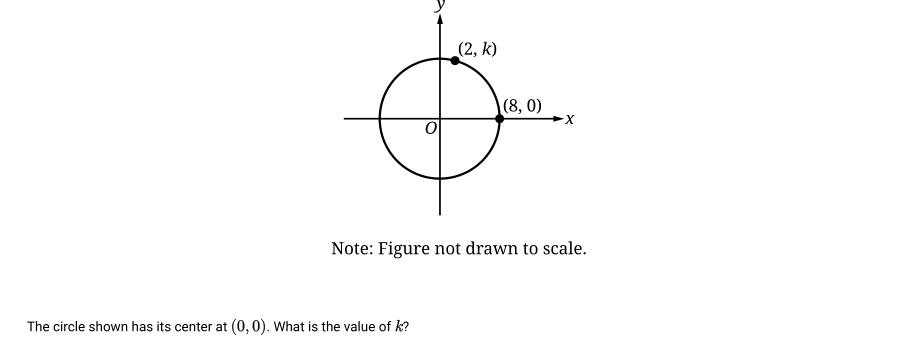 y
(2, k)
(8, 0)
x
O
Note: Figure not drawn to scale.
The circle shown has its center at (0, 0). What is the value of k?